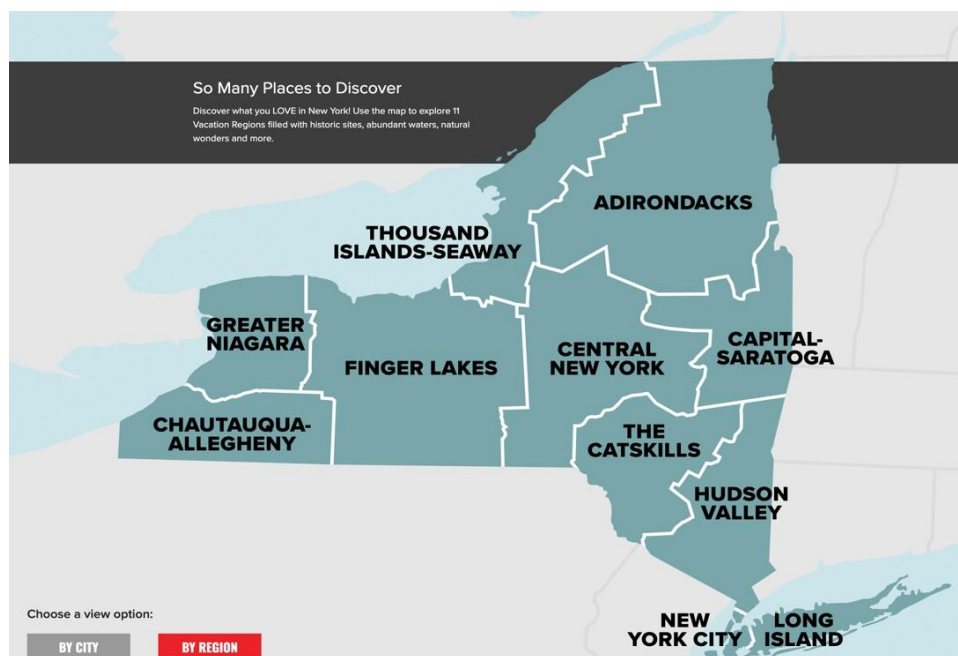 So Many Places to Discover
Discover what you LOVE in New York! Use the map to explore 11
Vacation Regions filled with historic sites, abundant waters, natural
wonders and more.
ADIRONDACKS
THOUSAND
ISLANDS-SEAWAY
GREATER
NIAGARA
FINGER LAKES
CENTRAL
NEW YORK
CAPITAL-
SARATOGA
CHAUTAUQUA-
ALLEGHENY
THE
CATSKILLS
HUDSON
VALLEY
NEW
YORK CITY
LONG
ISLAND
Choose a view option:
BY CITY
BY REGION